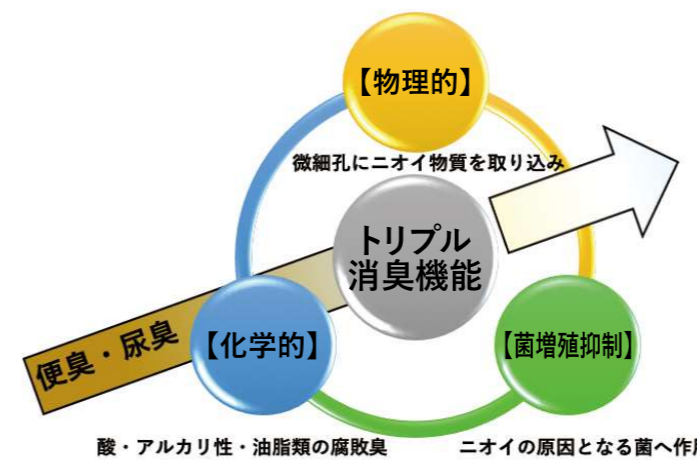 【物理的】
微細孔にニオイ物質を取り込み
トリプル
消臭機能
便臭・尿臭
【化学的】
【菌増殖抑制】
酸・アルカリ性・油脂類の腐敗臭
ニオイの原因となる菌へ作用